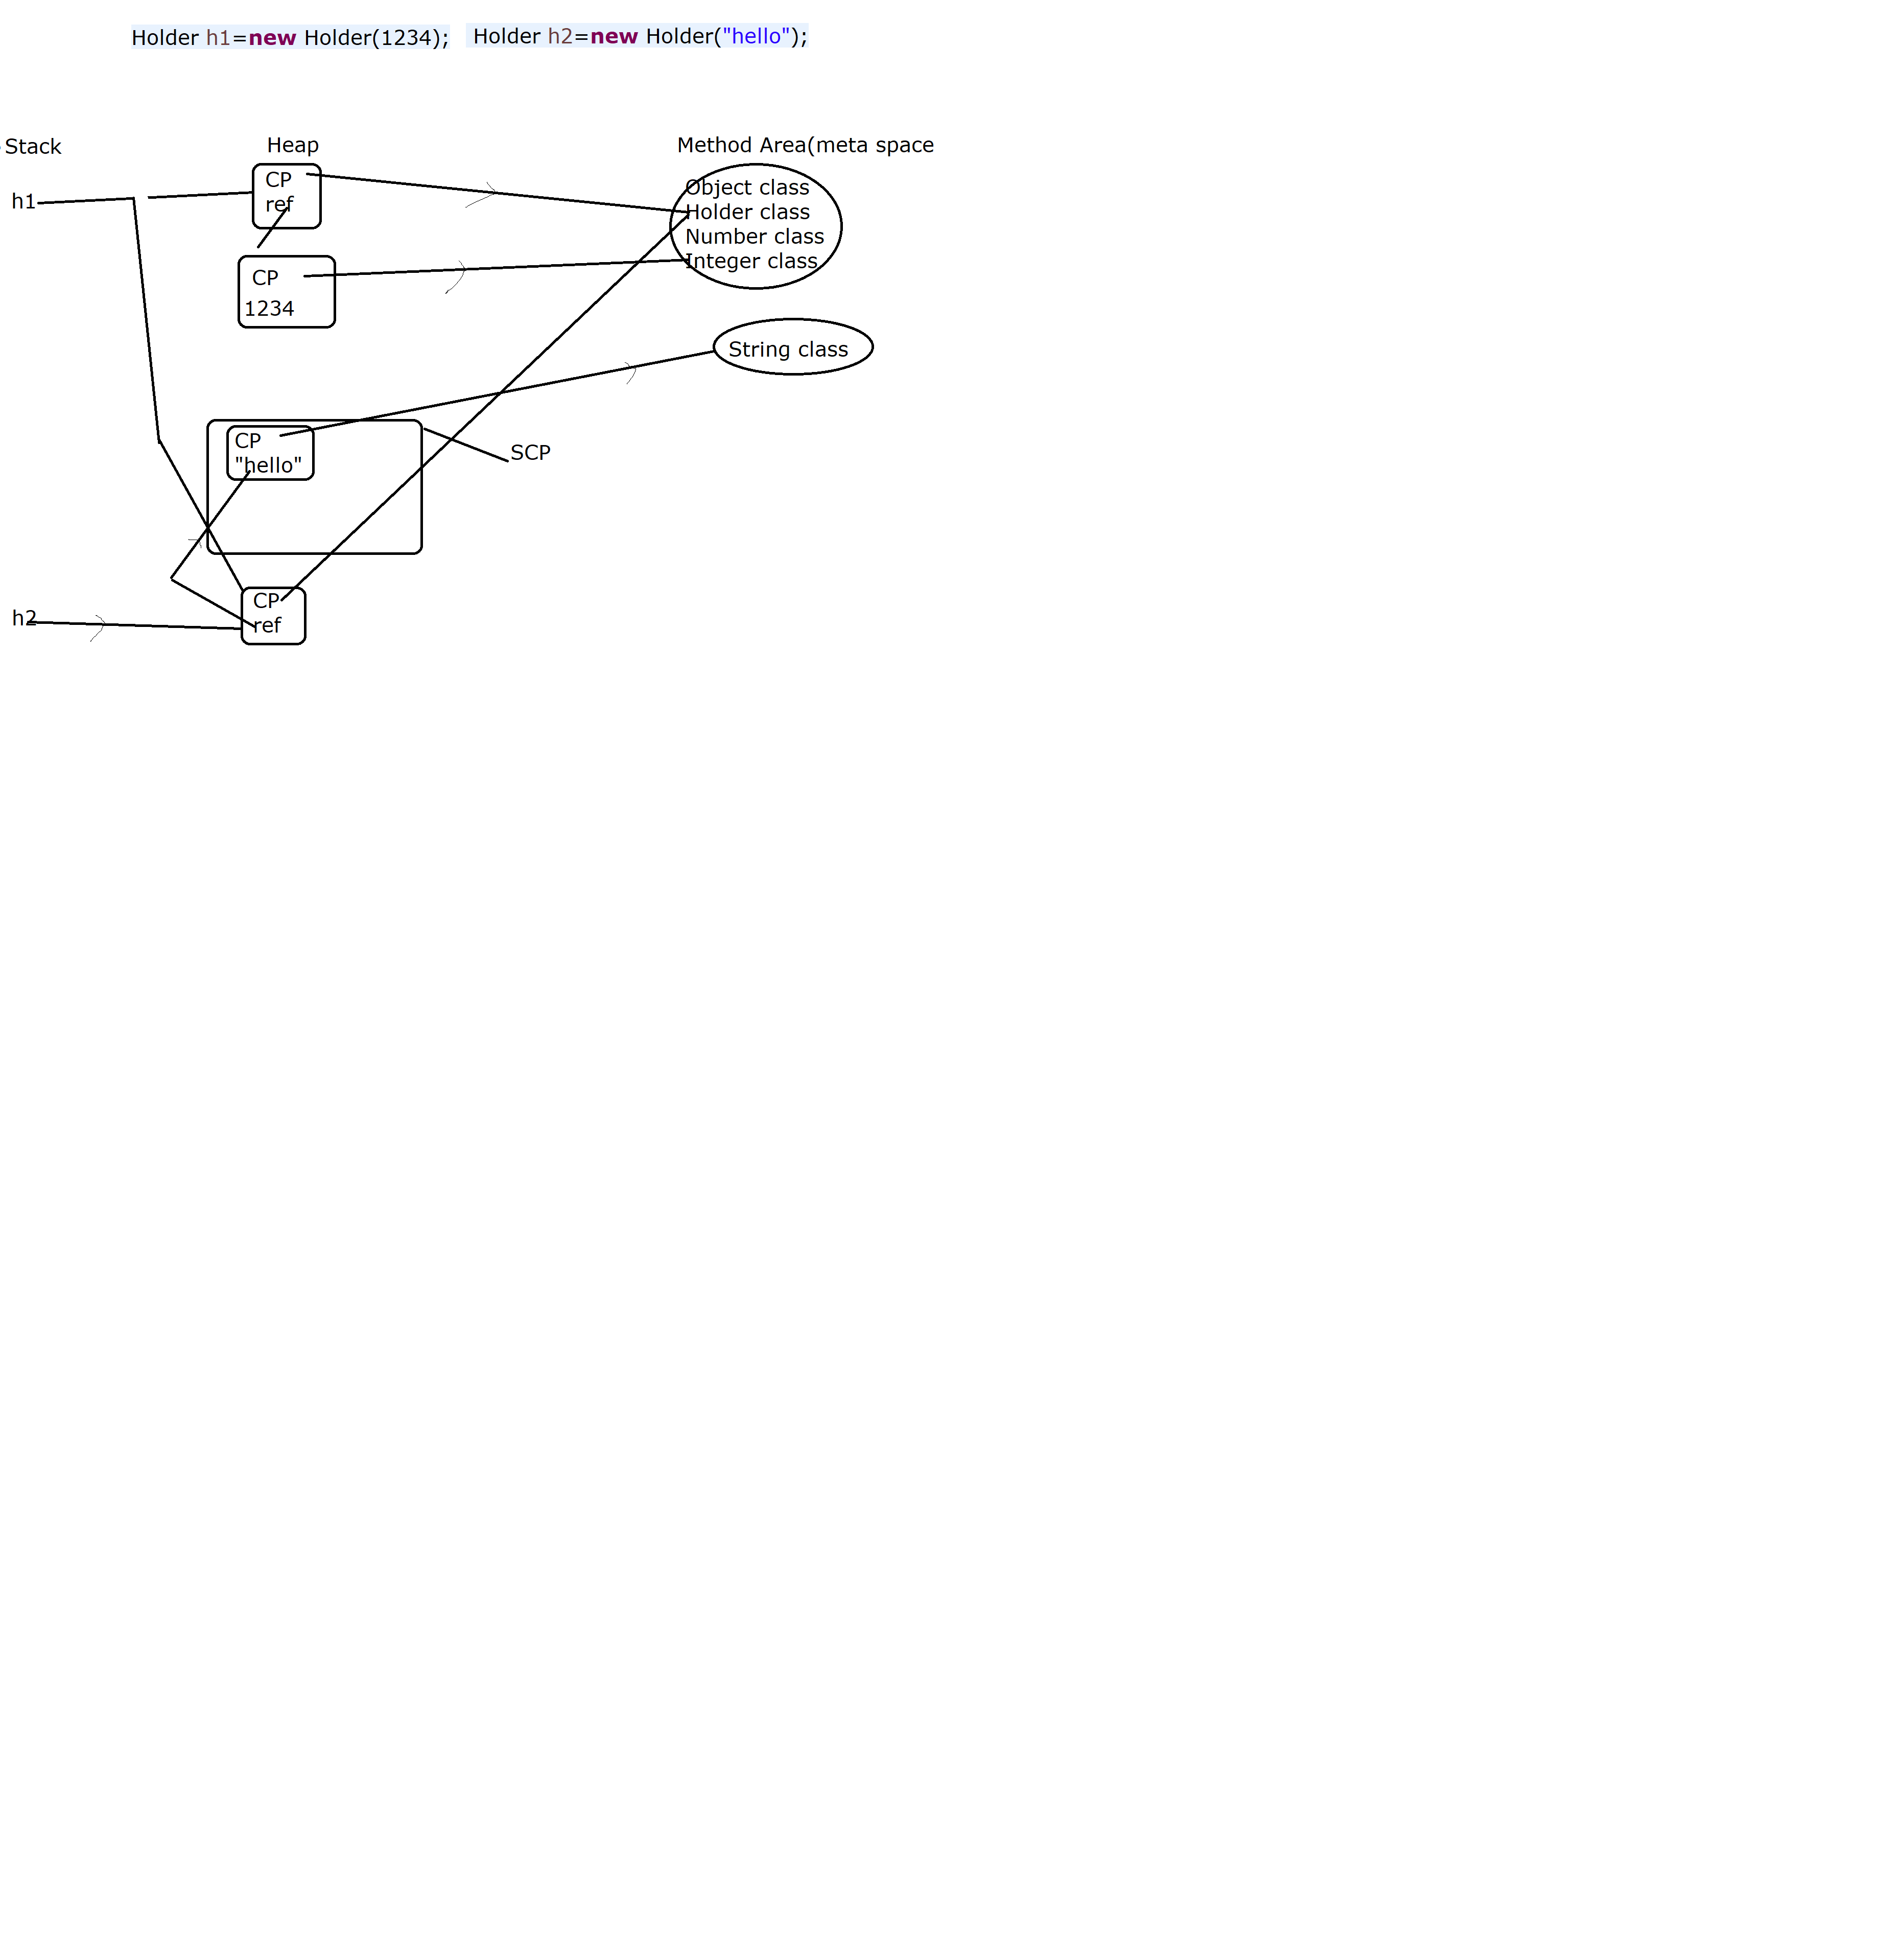 Holder h1=new Holder(1234); Holder h2=new Holder("hello");
Stack Heap Method Area(meta space
h1
CP
ref
Object class
Holder class
Number class
Integer class
CP
1234
String class
CP
"hello"
SCP
h2
CP
ref